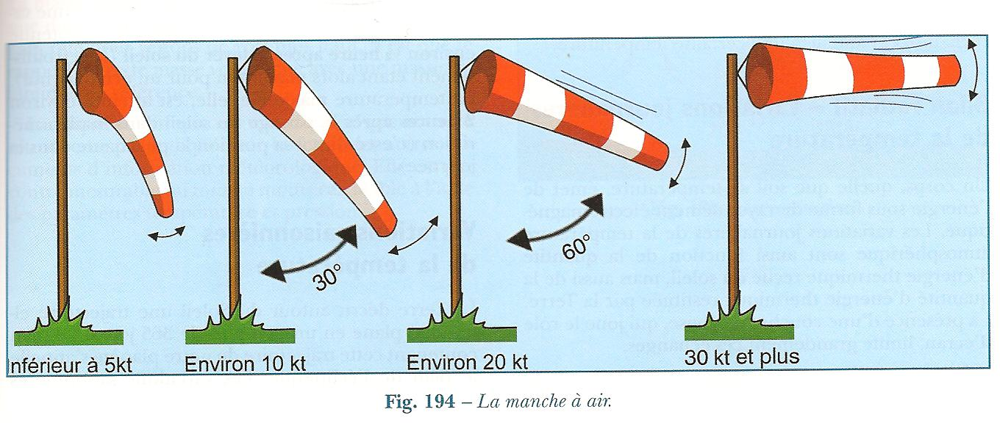 30°
60°
Inférieur à 5kt
Environ 10 kt
Environ 20 kt
30 kt et plus
Fig. 194 – La manche à air.